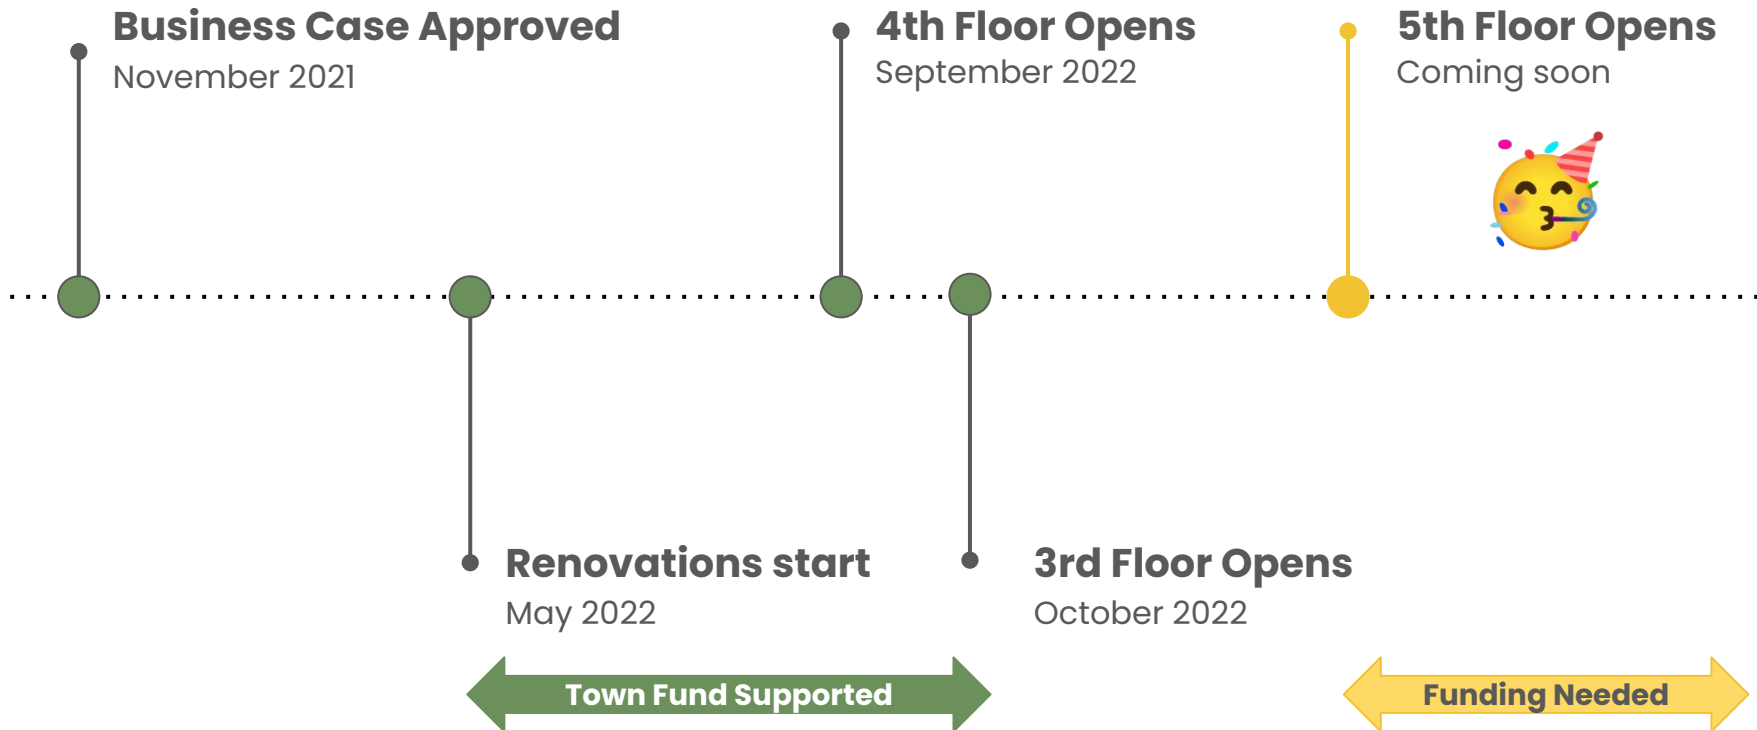 Business Case Approved
November 2021
4th Floor Opens
September 2022
5th Floor Opens
Coming soon
Renovations start
May 2022
3rd Floor Opens
October 2022
Town Fund Supported
Funding Needed